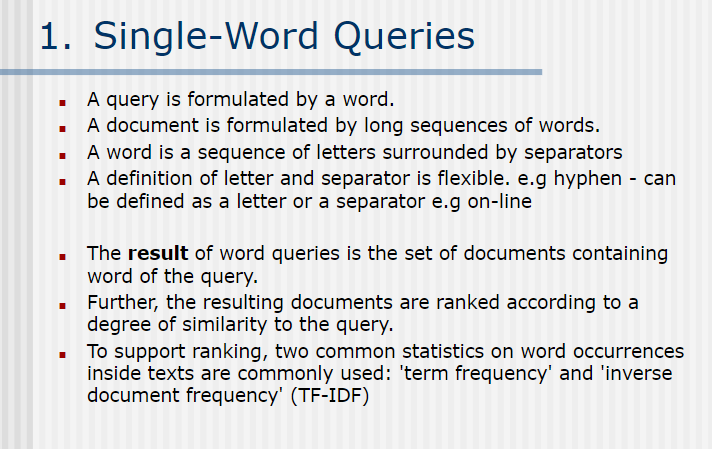 1. Single-Word Queries
▪ A query is formulated by a word.
▪ A document is formulated by long sequences of words.
▪ A word is a sequence of letters surrounded by separators
▪ A definition of letter and separator is flexible. e.g hyphen - can
be defined as a letter or a separator e.g on-line
▪ The result of word queries is the set of documents containing
word of the query.
▪ Further, the resulting documents are ranked according to a
degree of similarity to the query.
▪ To support ranking, two common statistics on word occurrences
inside texts are commonly used: 'term frequency' and 'inverse
document frequency' (TF-IDF)